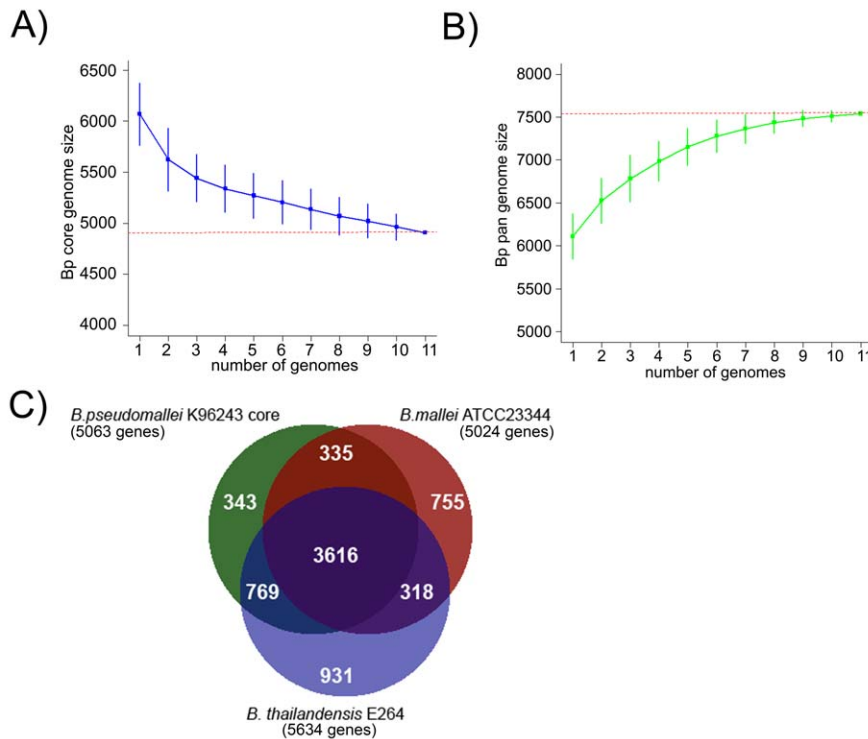 A)
Bp core genome size
6500
6000
5500
5000
4500
4000
1 2 3 4 5 6 7 8 9 10 11
number of genomes
B)
Bp pan genome size
8000
7500
7000
6500
6000
5500
5000
1 2 3 4 5 6 7 8 9 10 11
number of genomes
C)
B.pseudomallei K96243 core
(5063 genes)
B.mallei ATCC23344
(5024 genes)
335
343
755
3616
769
318
931
B. thailandensis E264
(5634 genes)